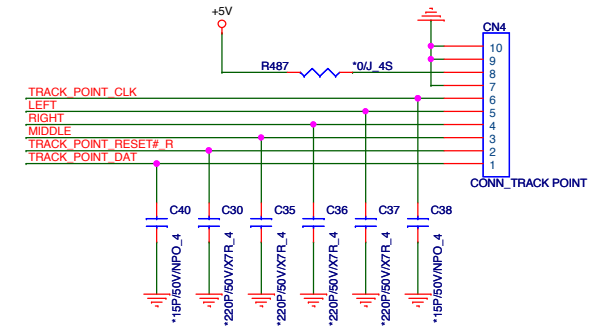 +5V
CN4
R487
*0/J_4S
10
9
8
7
6
5
4
3
2
1
TRACK_POINT_CLK
LEFT
RIGHT
MIDDLE
TRACK_POINT_RESET#_R
TRACK_POINT_DAT
CONN_TRACK POINT
C40
C30
C35
C36
C37
C38
*15P/50V/NPO_4
*220P/50V/X7R_4
*220P/50V/X7R_4
*220P/50V/X7R_4
*220P/50V/X7R_4
*15P/50V/NPO_4